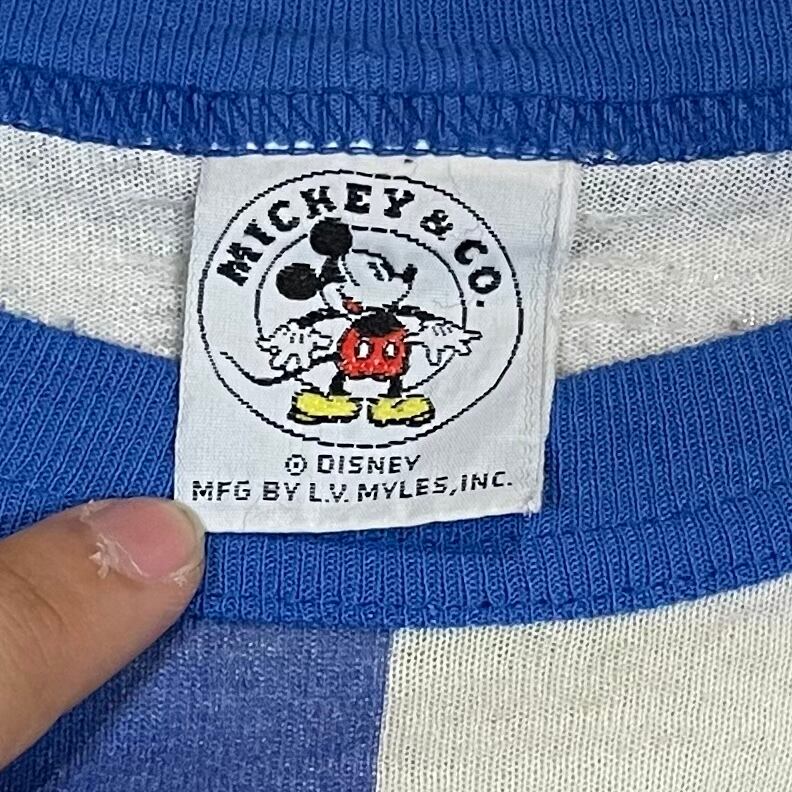 MICKEY & CO.
© DISNEY
MFG BY L.V. MYLES, INC.